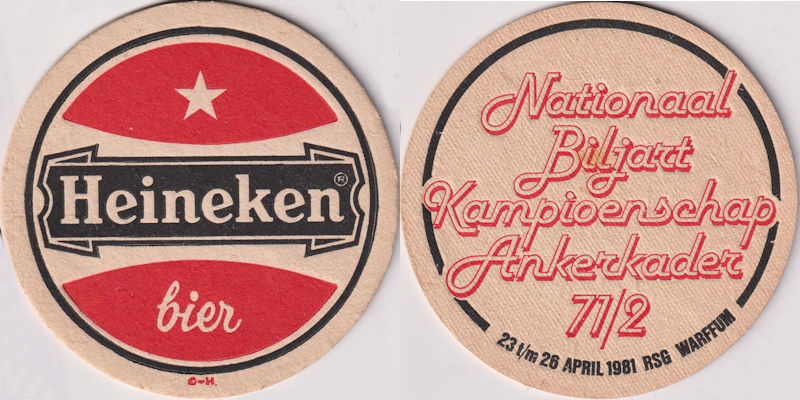 Heineken ®
bier
G-H.
Nationaal
Biljart
Kampioenschap
Ankerkader
71/2
23 t/m 26 APRIL 1981 RSG WARFFUM